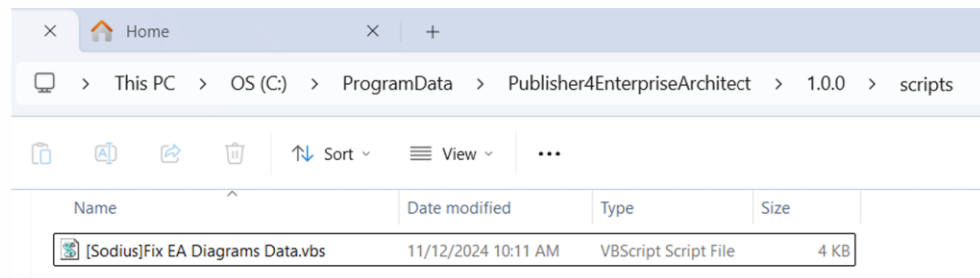 Home
This PC > OS (C:) > ProgramData > Publisher4EnterpriseArchitect > 1.0.0 > scripts
Sort View
Name Date modified Type Size
[Sodius]Fix EA Diagrams Data.vbs 11/12/2024 10:11 AM VBScript Script File 4 KB